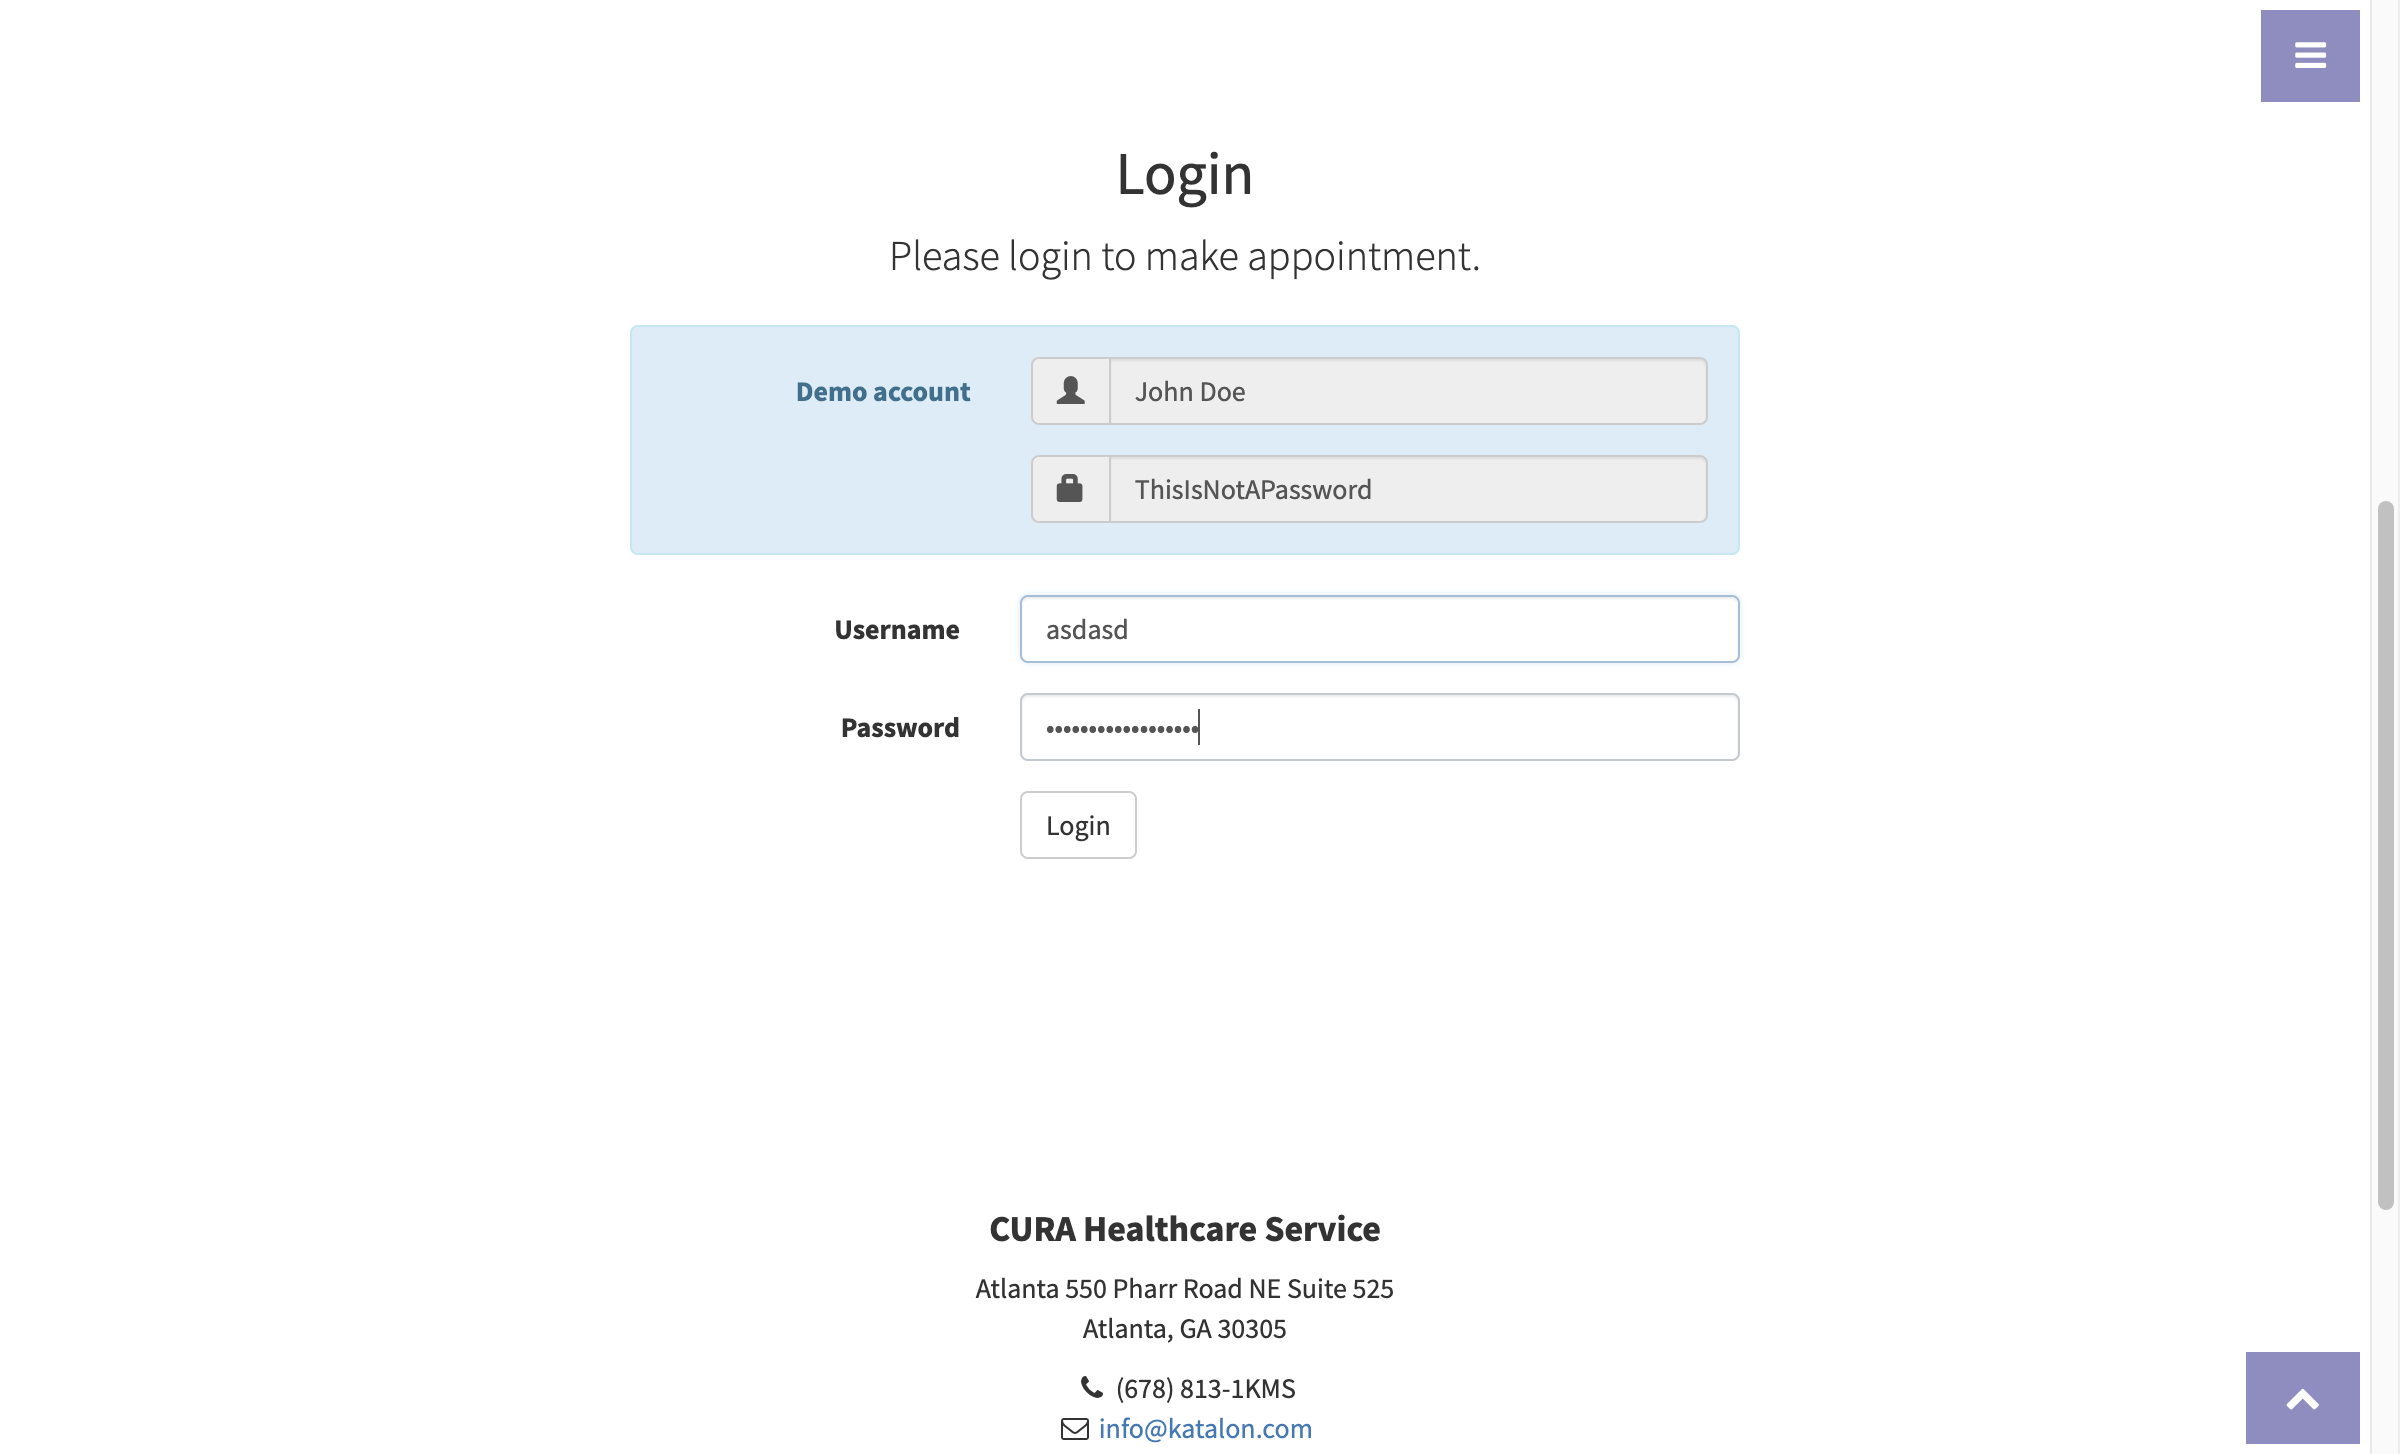 Login
Please login to make appointment.
Demo account
John Doe
ThisIsNotAPassword
Username
asdasd
Password
••••••••••••••••••
Login
CURA Healthcare Service
Atlanta 550 Pharr Road NE Suite 525
Atlanta, GA 30305
(678) 813-1KMS
info@katalon.com